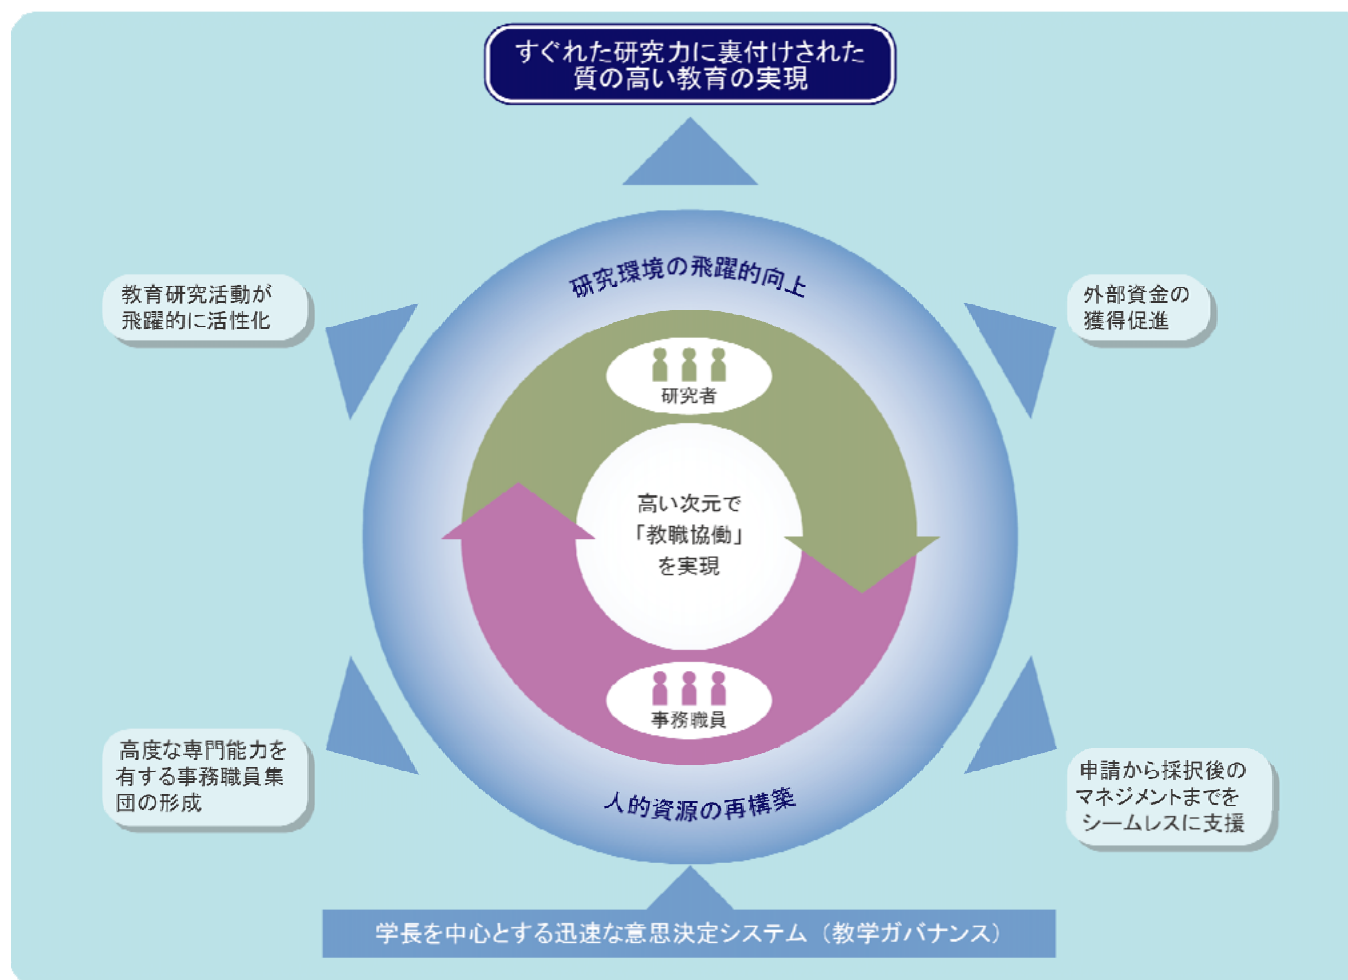 すぐれた研究力に裏付けされた
質の高い教育の実現
研究環境の飛躍的向上
教育研究活動が
飛躍的に活性化
外部資金の
獲得促進
研究者
高い次元で
「教職協働」
を実現
事務職員
高度な専門能力を
有する事務職員集
団の形成
申請から採択後の
マネジメントまでを
シームレスに支援
人的資源の再構築
学長を中心とする迅速な意思決定システム（教学ガバナンス）